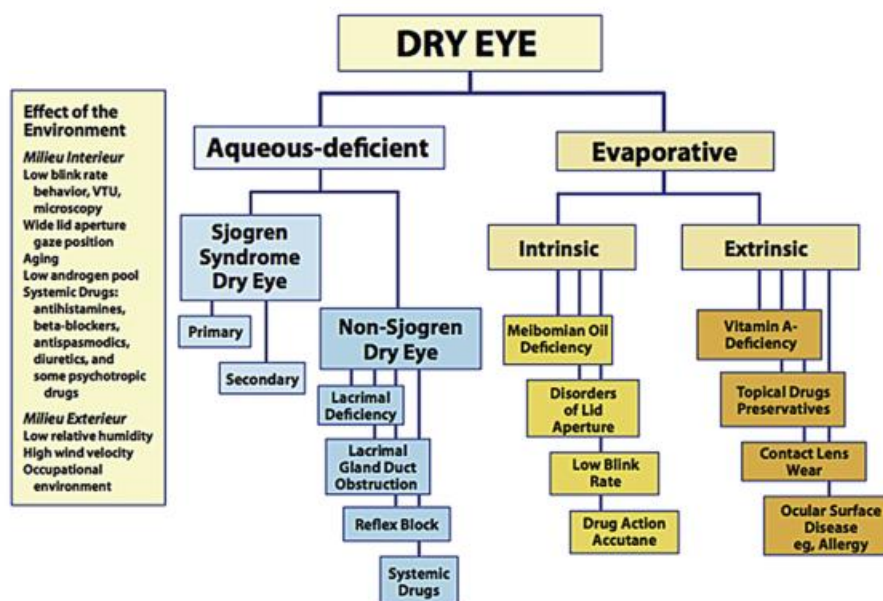 DRY EYE
Effect of the
Environment
Milieu Interieur
Low blink rate
behavior, VTU,
microscopy
Wide lid aperture
gaze position
Aging
Low androgen pool
Systemic Drugs:
antihistamines,
beta-blockers,
antispasmodics,
diuretics, and
some psychotropic
drugs
Milieu Exterieur
Low relative humidity
High wind velocity
Occupational
environment
Aqueous-deficient
Sjogren
Syndrome
Dry Eye
Primary
Secondary
Non-Sjogren
Dry Eye
Lacrimal
Deficiency
Lacrimal
Gland Duct
Obstruction
Reflex Block
Systemic
Drugs
Evaporative
Intrinsic
Meibomian Oil
Deficiency
Disorders
of Lid
Aperture
Low Blink
Rate
Drug Action
Accutane
Extrinsic
Vitamin A-
Deficiency
Topical Drugs
Preservatives
Contact Lens
Wear
Ocular Surface
Disease
eg, Allergy